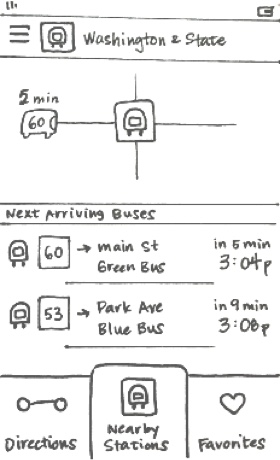 Washington & State
5 min
60
Next Arriving Buses
60 → main St in 5 min
Green Bus 3:04p
53 → Park Ave in 9 min
Blue Bus 3:08p
Directions
Nearby
Stations
Favorites